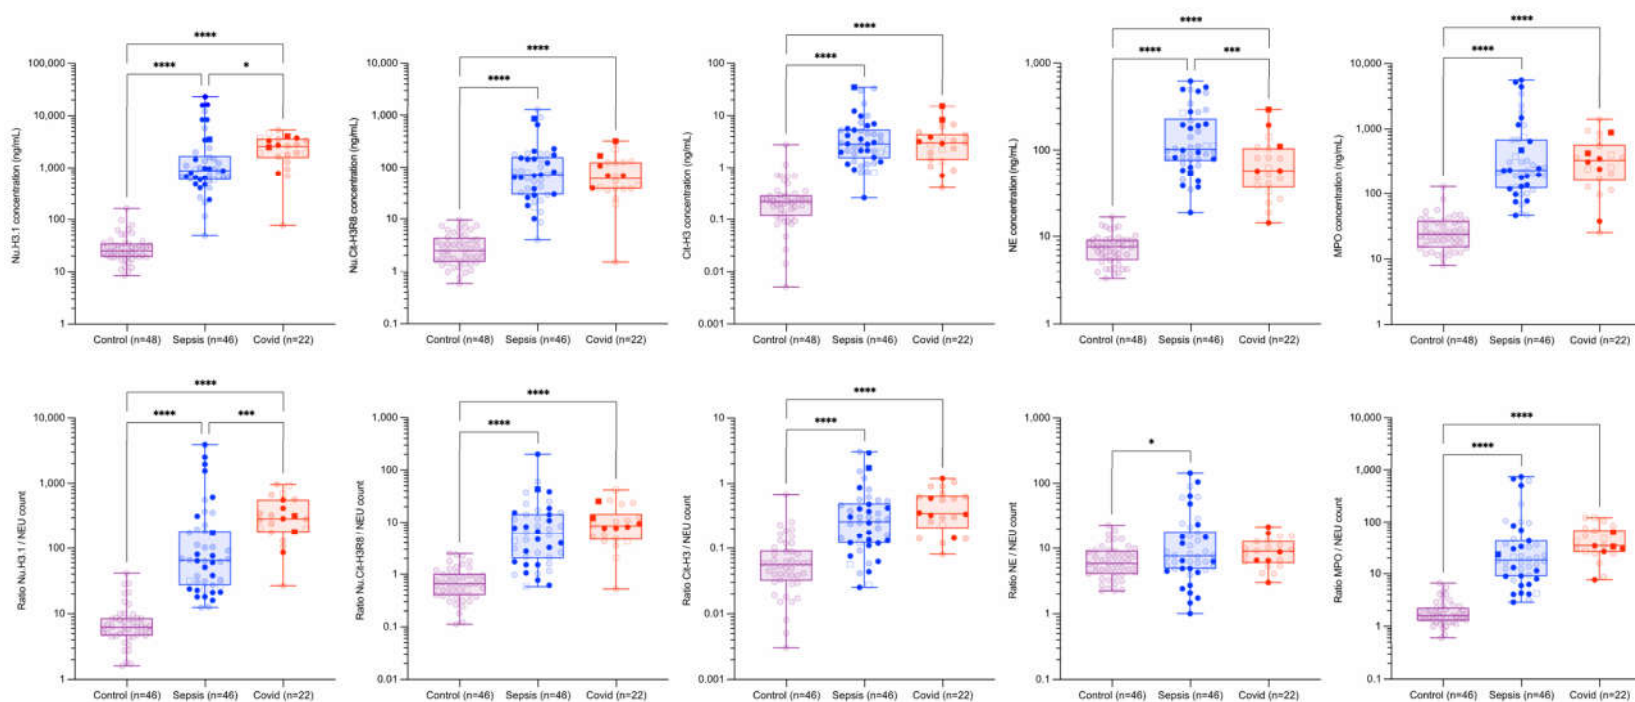 ****
****
*
Nu.H3.1 concentration (ng/mL)
100,000
10,000
1,000
100
10
1
Control (n=48)
Sepsis (n=46)
Covid (n=22)
****
****
Nu.Cit-H3R8 concentration (ng/mL)
10,000
1,000
100
10
1
0.1
Control (n=48)
Sepsis (n=46)
Covid (n=22)
****
****
Cit-H3 concentration (ng/mL)
100
10
1
0.1
0.01
0.001
Control (n=48)
Sepsis (n=46)
Covid (n=22)
****
****
***
NE concentration (ng/mL)
1,000
100
10
1
Control (n=48)
Sepsis (n=46)
Covid (n=22)
****
****
MPO concentration (ng/mL)
10,000
1,000
100
10
1
Control (n=48)
Sepsis (n=46)
Covid (n=22)
****
****
***
Ratio Nu.H3.1 / NEU count
10,000
1,000
100
10
1
Control (n=46)
Sepsis (n=46)
Covid (n=22)
****
****
Ratio Nu.Cit-H3R8 / NEU count
1,000
100
10
1
0.1
0.01
Control (n=46)
Sepsis (n=46)
Covid (n=22)
****
****
Ratio Cit-H3 / NEU count
10
1
0.1
0.01
0.001
Control (n=46)
Sepsis (n=46)
Covid (n=22)
*
Ratio NE / NEU count
1,000
100
10
1
0.1
Control (n=46)
Sepsis (n=46)
Covid (n=22)
****
****
Ratio MPO / NEU count
10,000
1,000
100
10
1
0.1
Control (n=46)
Sepsis (n=46)
Covid (n=22)